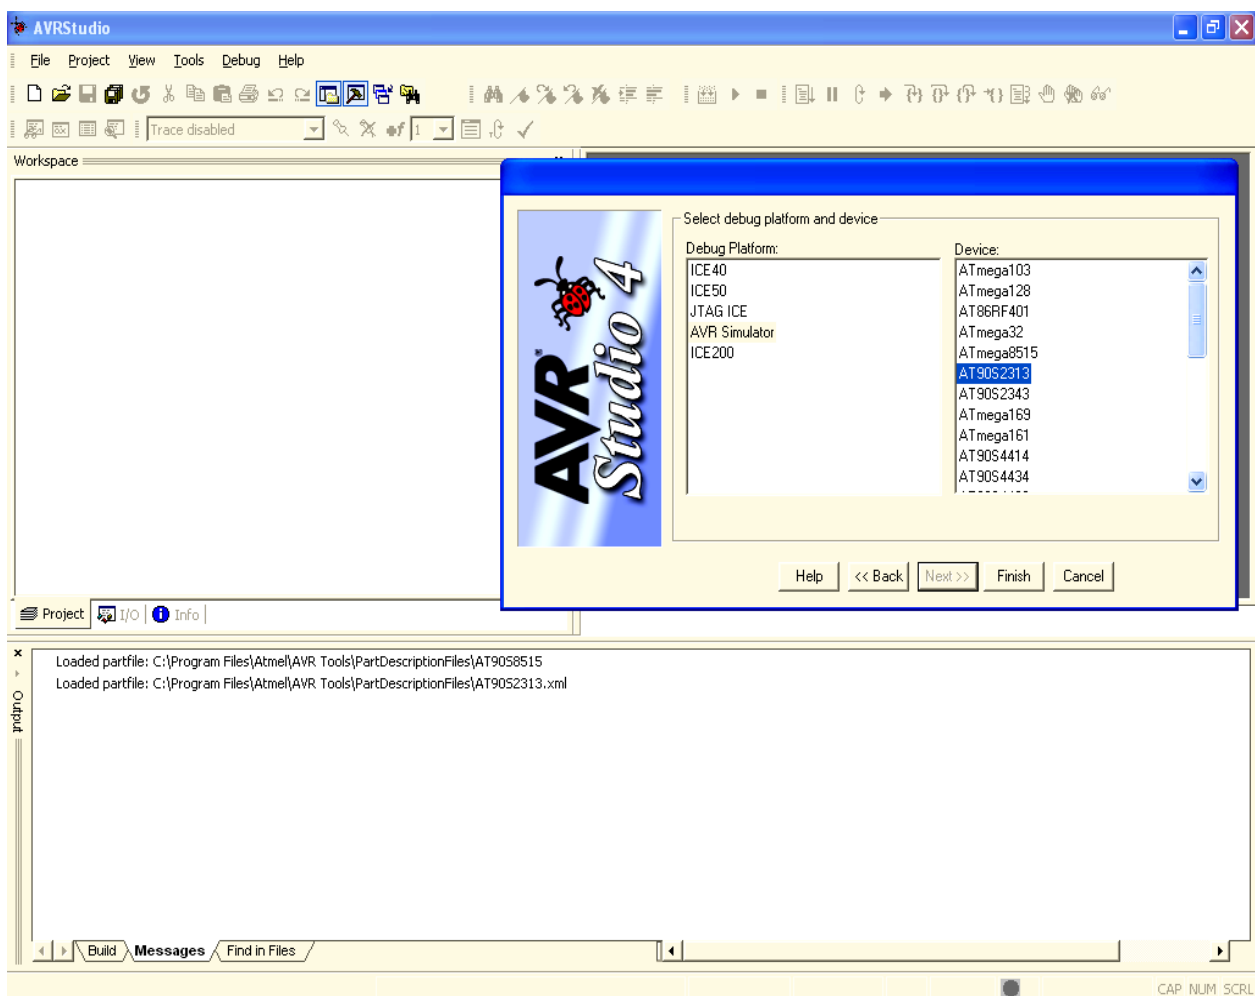 AVRStudio
File Project View Tools Debug Help
Trace disabled
1
Workspace
AVR Studio 4
Select debug platform and device
Debug Platform:
ICE40
ICE50
JTAG ICE
AVR Simulator
ICE200
Device:
ATmega103
ATmega128
AT86RF401
ATmega32
ATmega8515
AT90S2313
AT90S2343
ATmega169
ATmega161
AT90S4414
AT90S4434
Help << Back Next >> Finish Cancel
Project I/O Info
Output
Loaded partfile: C:\Program Files\Atmel\AVR Tools\PartDescriptionFiles\AT90S8515
Loaded partfile: C:\Program Files\Atmel\AVR Tools\PartDescriptionFiles\AT90S2313.xml
Build Messages Find in Files
CAP NUM SCRL